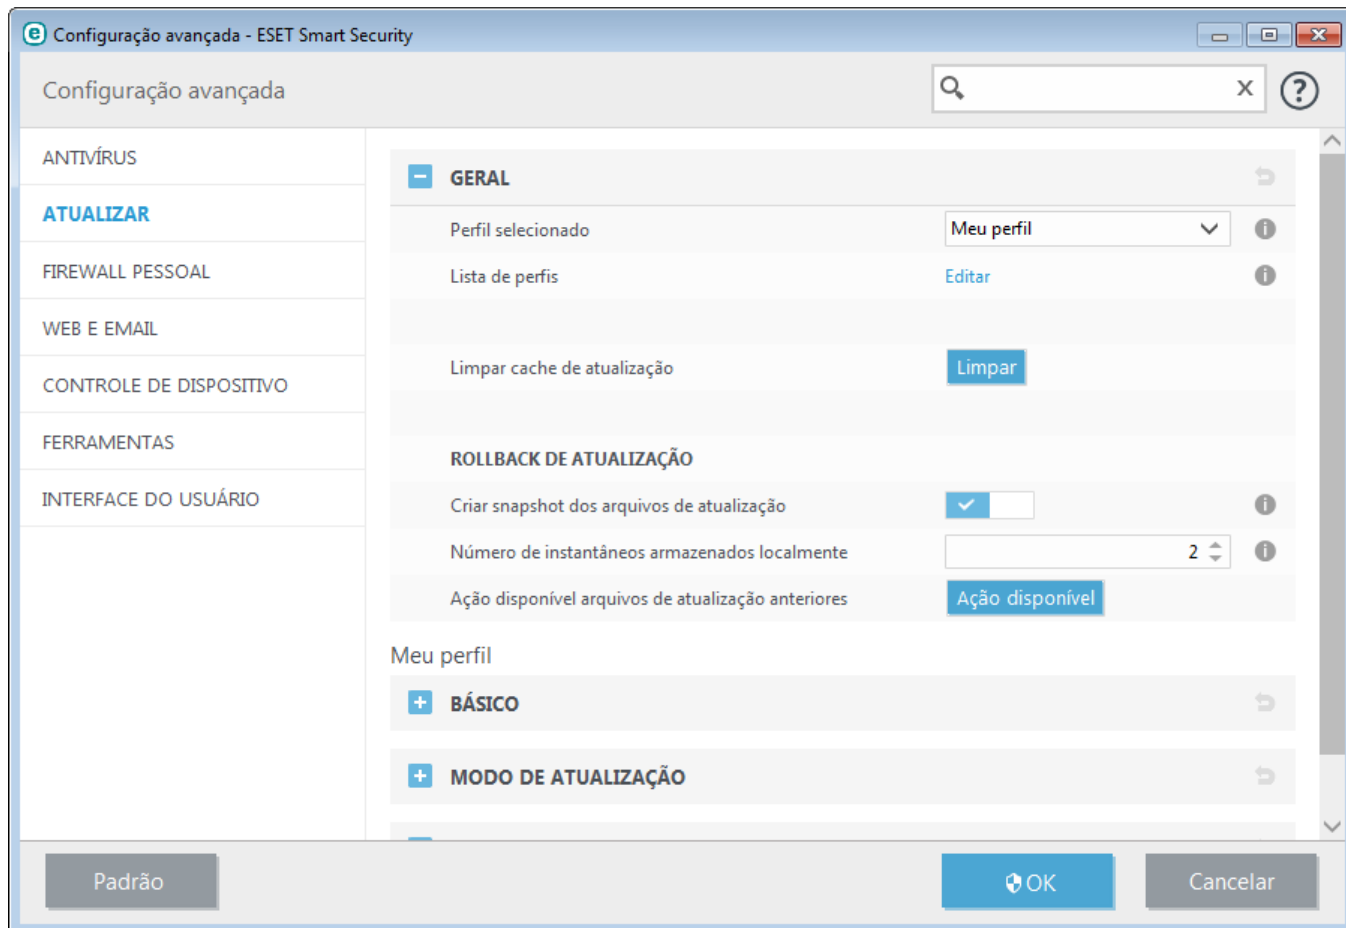 Configuração avançada - ESET Smart Security
Configuração avançada
ANTIVÍRUS
ATUALIZAR
FIREWALL PESSOAL
WEB E EMAIL
CONTROLE DE DISPOSITIVO
FERRAMENTAS
INTERFACE DO USUÁRIO
GERAL
Perfil selecionado Meu perfil
Lista de perfis Editar
Limpar cache de atualização Limpar
ROLLBACK DE ATUALIZAÇÃO
Criar snapshot dos arquivos de atualização
Número de instantâneos armazenados localmente 2
Ação disponível arquivos de atualização anteriores Ação disponível
Meu perfil
BÁSICO
MODO DE ATUALIZAÇÃO
Padrão OK Cancelar